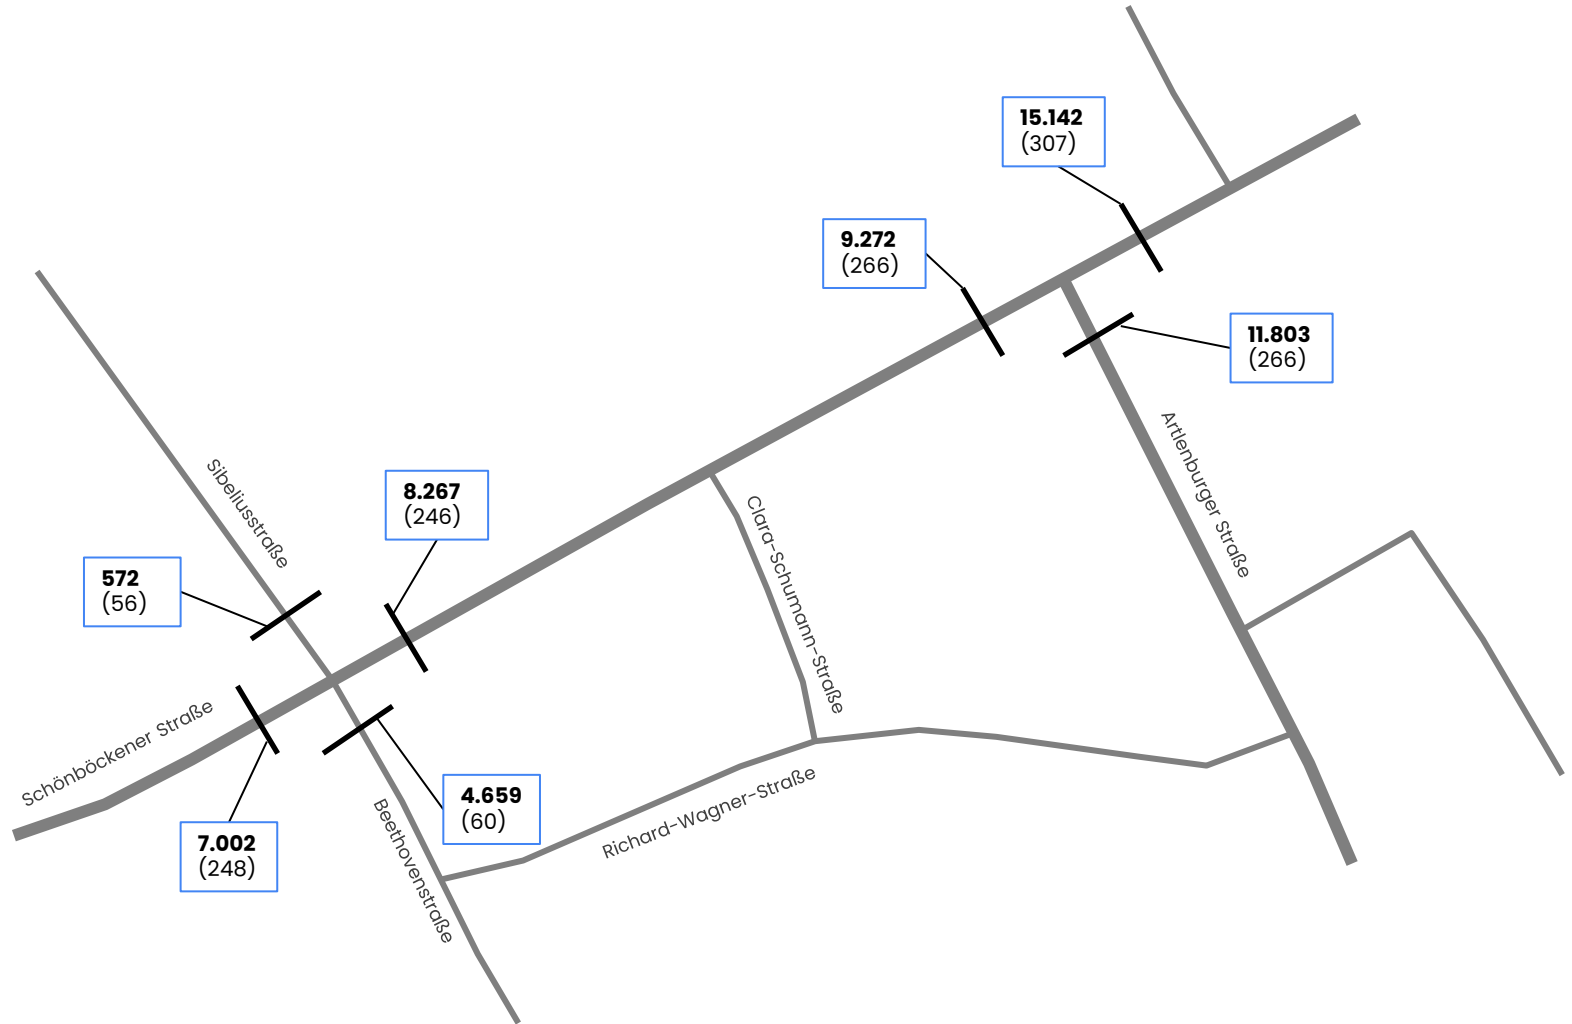 15.142
(307)
9.272
(266)
11.803
(266)
Artlenburger Straße
Sibeliusstraße
8.267
(246)
Clara-Schumann-Straße
572
(56)
Schönböckener Straße
7.002
(248)
4.659
(60)
Beethovenstraße
Richard-Wagner-Straße